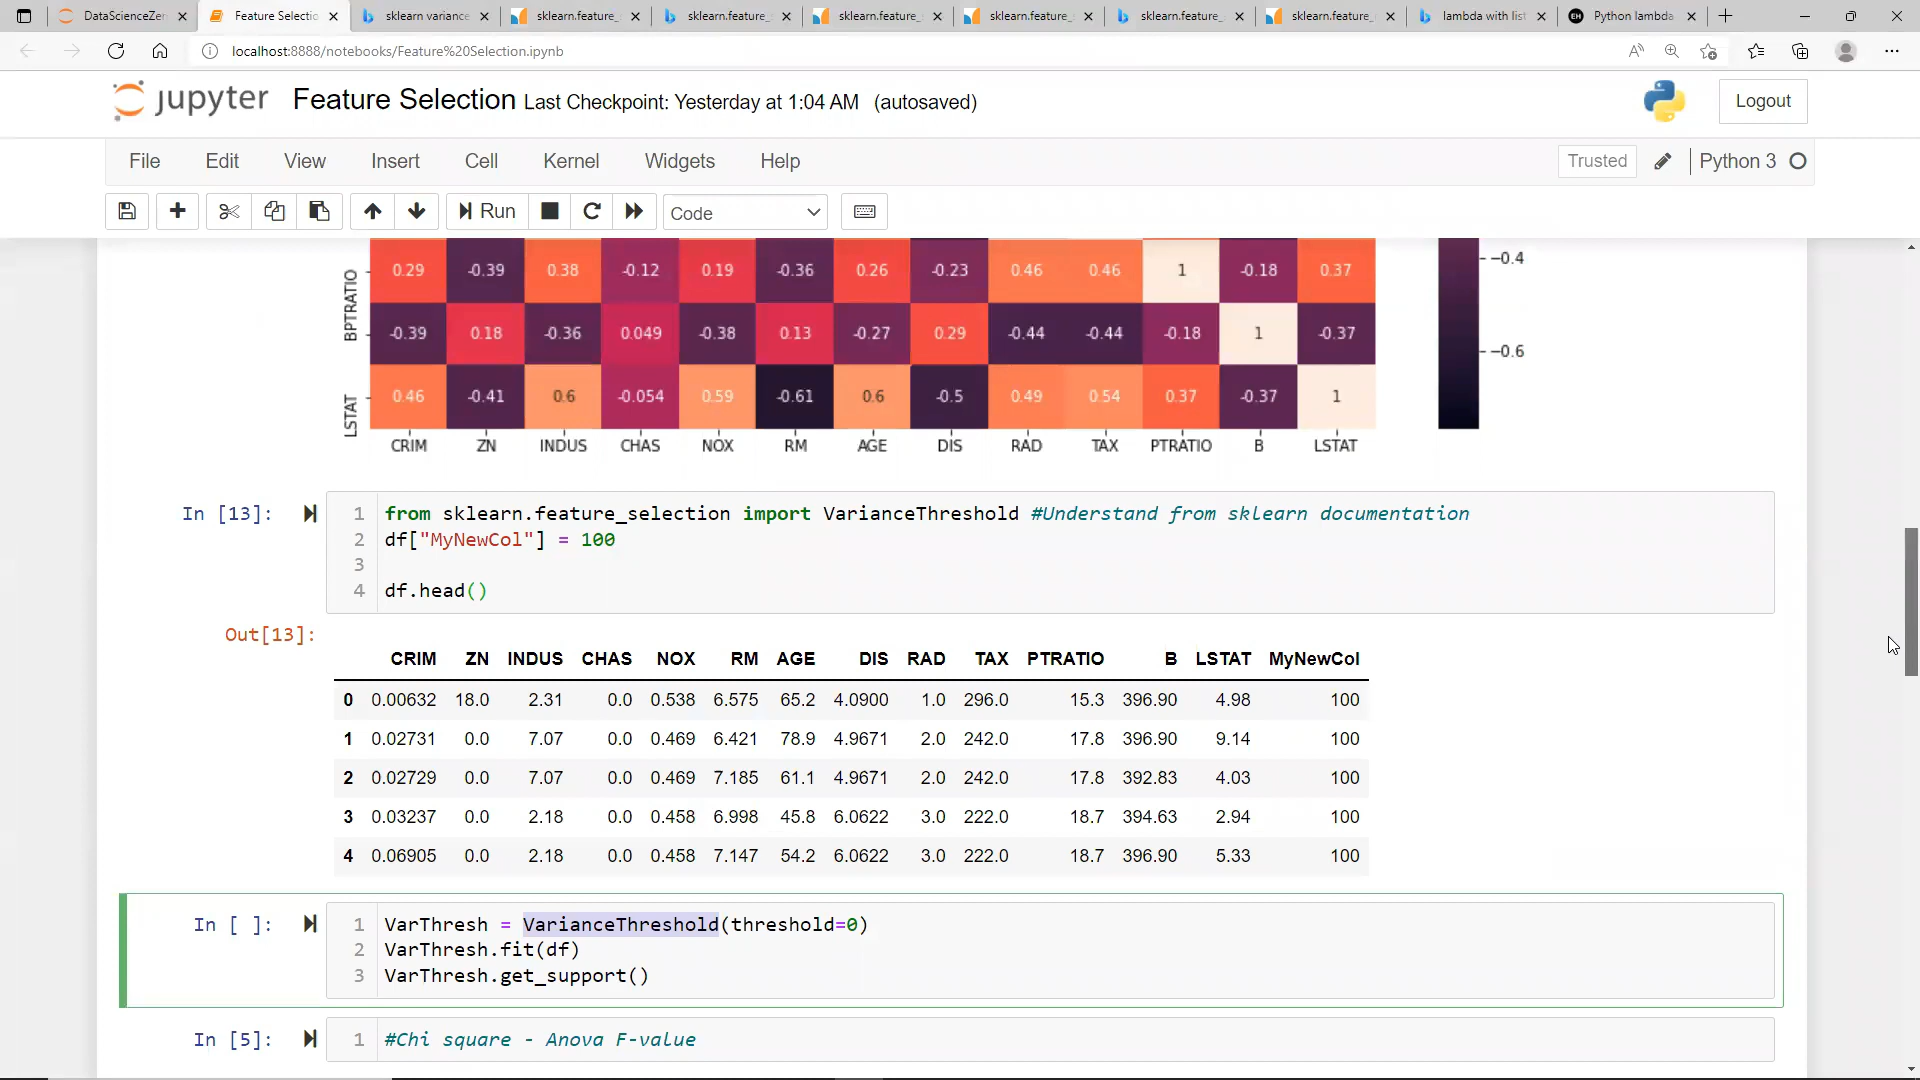 DataScienceZer
Feature Selectio
sklearn variance
sklearn.feature_
sklearn.feature_
sklearn.feature_
sklearn.feature_
sklearn.feature_
sklearn.feature_
lambda with list
Python lambda
localhost:8888/notebooks/Feature%20Selection.ipynb
jupyter Feature Selection Last Checkpoint: Yesterday at 1:04 AM (autosaved)
Logout
File Edit View Insert Cell Kernel Widgets Help
Trusted Python 3
Run Code
BPTRATIO 0.29 -0.39 0.38 -0.12 0.19 -0.36 0.26 -0.23 0.46 0.46 1 -0.18 0.37
-0.39 0.18 -0.36 0.049 -0.38 0.13 -0.27 0.29 -0.44 -0.44 -0.18 1 -0.37
LSTAT 0.46 -0.41 0.6 -0.054 0.59 -0.61 0.6 -0.5 0.49 0.54 0.37 -0.37 1
CRIM ZN INDUS CHAS NOX RM AGE DIS RAD TAX PTRATIO B LSTAT
−0.4
−0.6
In [13]:
1 from sklearn.feature_selection import VarianceThreshold #Understand from sklearn documentation
2 df["MyNewCol"] = 100
3
4 df.head()
Out[13]:
CRIM ZN INDUS CHAS NOX RM AGE DIS RAD TAX PTRATIO B LSTAT MyNewCol
0 0.00632 18.0 2.31 0.0 0.538 6.575 65.2 4.0900 1.0 296.0 15.3 396.90 4.98 100
1 0.02731 0.0 7.07 0.0 0.469 6.421 78.9 4.9671 2.0 242.0 17.8 396.90 9.14 100
2 0.02729 0.0 7.07 0.0 0.469 7.185 61.1 4.9671 2.0 242.0 17.8 392.83 4.03 100
3 0.03237 0.0 2.18 0.0 0.458 6.998 45.8 6.0622 3.0 222.0 18.7 394.63 2.94 100
4 0.06905 0.0 2.18 0.0 0.458 7.147 54.2 6.0622 3.0 222.0 18.7 396.90 5.33 100
In [ ]:
1 VarThresh = VarianceThreshold(threshold=0)
2 VarThresh.fit(df)
3 VarThresh.get_support()
In [5]:
1 #Chi square - Anova F-value